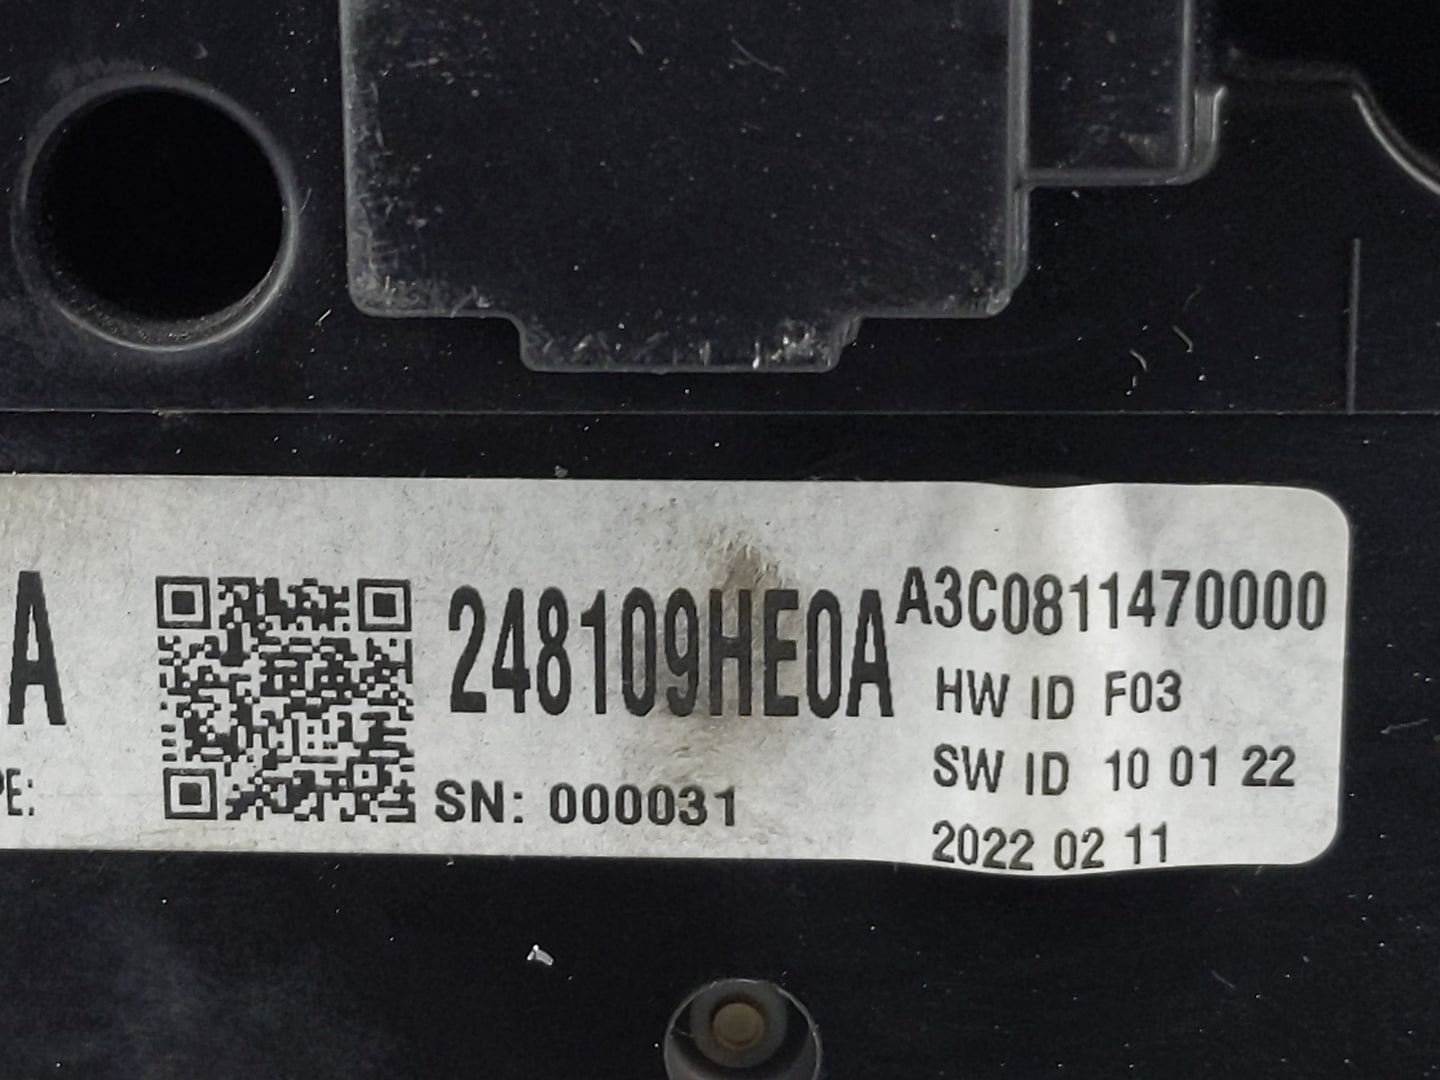 A
248109HE0A
A3C0811470000
HW ID F03
SW ID 10 01 22
PE:
SN: 000031
2022 02 11